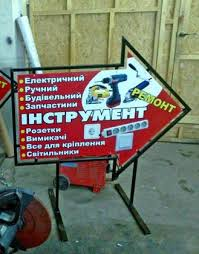 • Електричний
• Ручний
• Будівельний
• Запчастини
РЕМОНТ
ІНСТРУМЕНТ
• Розетки
• Вимикачі
• Все для кріплення
• Світильники